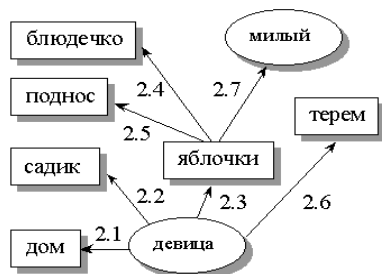 блюдечко
милый
2.4
2.7
поднос
терем
2.5
яблочки
садик
2.2
2.3
2.6
2.1
дом
девица